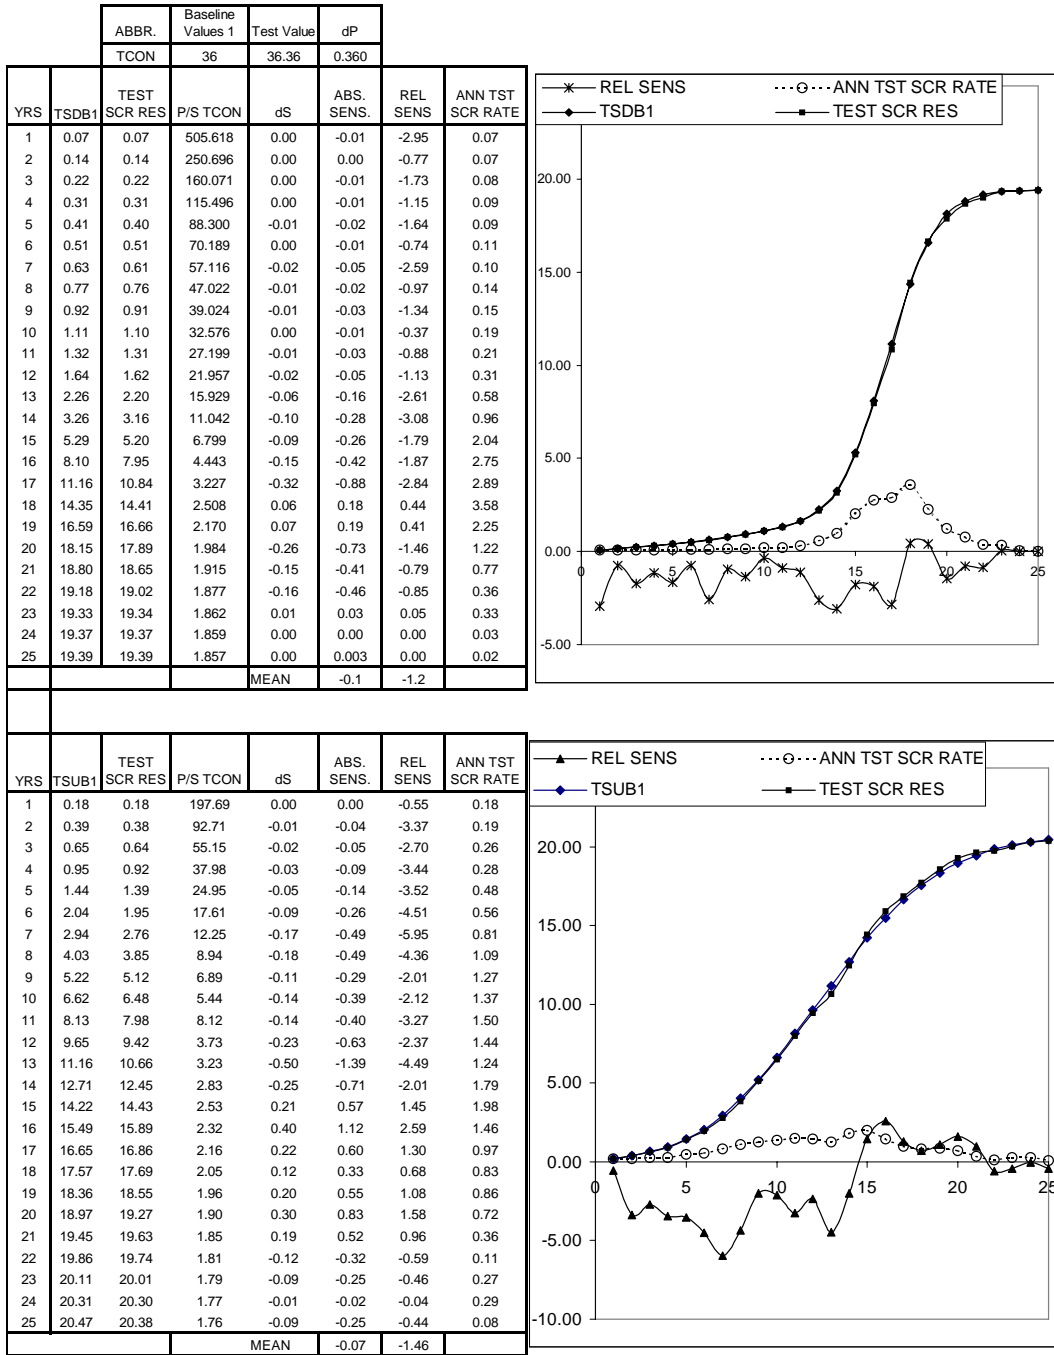 ABBR. Baseline Values 1 Test Value dP
TCON 36 36.36 0.360
YRS TSDB1 TEST SCR RES P/S TCON dS ABS. SENS. REL SENS ANN TST SCR RATE
1 0.07 0.07 505.618 0.00 -0.01 -2.95 0.07
2 0.14 0.14 250.696 0.00 0.00 -0.77 0.07
3 0.22 0.22 160.071 0.00 -0.01 -1.73 0.08
4 0.31 0.31 115.496 0.00 -0.01 -1.15 0.09
5 0.41 0.40 88.300 -0.01 -0.02 -1.64 0.09
6 0.51 0.51 70.189 0.00 -0.01 -0.74 0.11
7 0.63 0.61 57.116 -0.02 -0.05 -2.59 0.10
8 0.77 0.76 47.022 -0.01 -0.02 -0.97 0.14
9 0.92 0.91 39.024 -0.01 -0.03 -1.34 0.15
10 1.11 1.10 32.576 0.00 -0.01 -0.37 0.19
11 1.32 1.31 27.199 -0.01 -0.03 -0.88 0.21
12 1.64 1.62 21.957 -0.02 -0.05 -1.13 0.31
13 2.26 2.20 15.929 -0.06 -0.16 -2.61 0.58
14 3.26 3.16 11.042 -0.10 -0.28 -3.08 0.96
15 5.29 5.20 6.799 -0.09 -0.26 -1.79 2.04
16 8.10 7.95 4.443 -0.15 -0.42 -1.87 2.75
17 11.16 10.84 3.227 -0.32 -0.88 -2.84 2.89
18 14.35 14.41 2.508 0.06 0.18 0.44 3.58
19 16.59 16.66 2.170 0.07 0.19 0.41 2.25
20 18.15 17.89 1.984 -0.26 -0.73 -1.46 1.22
21 18.80 18.65 1.915 -0.15 -0.41 -0.79 0.77
22 19.18 19.02 1.877 -0.16 -0.46 -0.85 0.36
23 19.33 19.34 1.862 0.01 0.03 0.05 0.33
24 19.37 19.37 1.859 0.00 0.00 0.00 0.03
25 19.39 19.39 1.857 0.00 0.003 0.00 0.02
MEAN -0.1 -1.2
REL SENS ANN TST SCR RATE
TSDB1 TEST SCR RES
20.00
15.00
10.00
5.00
0.00
0 5 10 15 20 25
-5.00
YRS TSUB1 TEST SCR RES P/S TCON dS ABS. SENS. REL SENS ANN TST SCR RATE
1 0.18 0.18 197.69 0.00 0.00 -0.55 0.18
2 0.39 0.38 92.71 -0.01 -0.04 -3.37 0.19
3 0.65 0.64 55.15 -0.02 -0.05 -2.70 0.26
4 0.95 0.92 37.98 -0.03 -0.09 -3.44 0.28
5 1.44 1.39 24.95 -0.05 -0.14 -3.52 0.48
6 2.04 1.95 17.61 -0.09 -0.26 -4.51 0.56
7 2.94 2.76 12.25 -0.17 -0.49 -5.95 0.81
8 4.03 3.85 8.94 -0.18 -0.49 -4.36 1.09
9 5.22 5.12 6.89 -0.11 -0.29 -2.01 1.27
10 6.62 6.48 5.44 -0.14 -0.39 -2.12 1.37
11 8.13 7.98 8.12 -0.14 -0.40 -3.27 1.50
12 9.65 9.42 3.73 -0.23 -0.63 -2.37 1.44
13 11.16 10.66 3.23 -0.50 -1.39 -4.49 1.24
14 12.71 12.45 2.83 -0.25 -0.71 -2.01 1.79
15 14.22 14.43 2.53 0.21 0.57 1.45 1.98
16 15.49 15.89 2.32 0.40 1.12 2.59 1.46
17 16.65 16.86 2.16 0.22 0.60 1.30 0.97
18 17.57 17.69 2.05 0.12 0.33 0.68 0.83
19 18.36 18.55 1.96 0.20 0.55 1.08 0.86
20 18.97 19.27 1.90 0.30 0.83 1.58 0.72
21 19.45 19.63 1.85 0.19 0.52 0.96 0.36
22 19.86 19.74 1.81 -0.12 -0.32 -0.59 0.11
23 20.11 20.01 1.79 -0.09 -0.25 -0.46 0.27
24 20.31 20.30 1.77 -0.01 -0.02 -0.04 0.29
25 20.47 20.38 1.76 -0.09 -0.25 -0.44 0.08
MEAN -0.07 -1.46
REL SENS ANN TST SCR RATE
TSUB1 TEST SCR RES
20.00
15.00
10.00
5.00
0.00
0 5 10 15 20 25
-5.00
-10.00